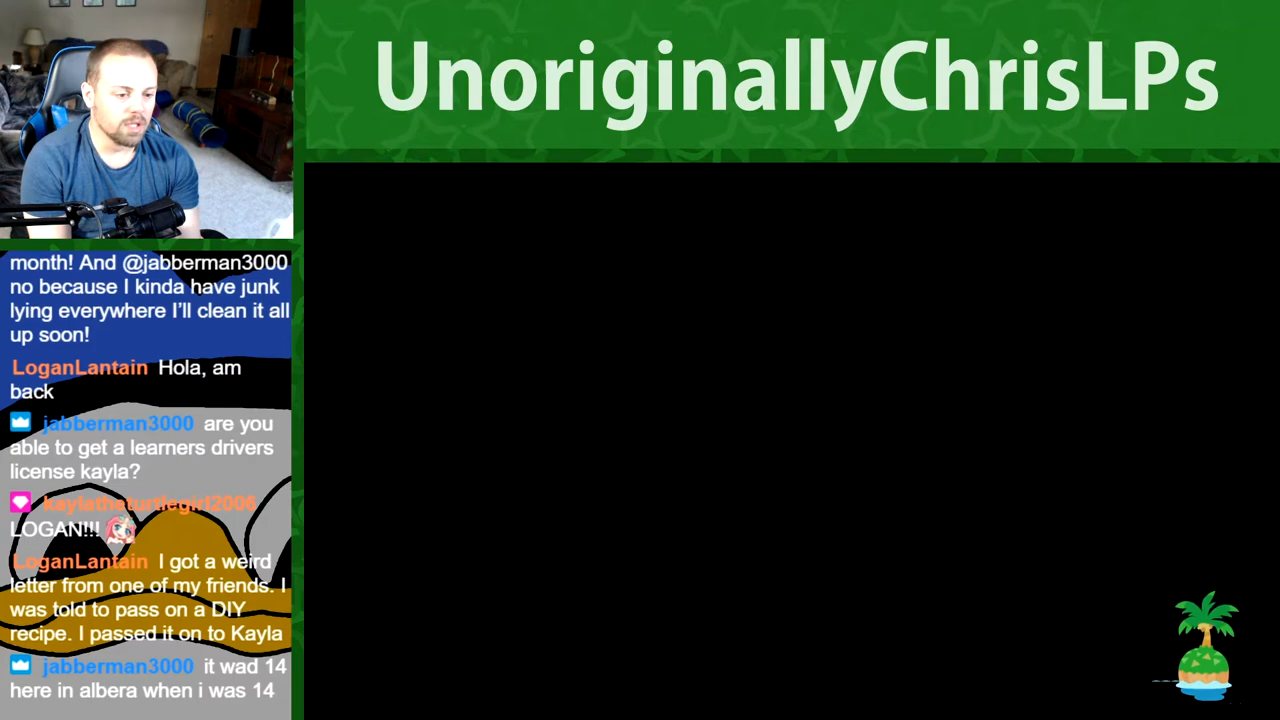 UnoriginallyChrisLPs
month! And @jabberman3000
no because I kinda have junk
lying everywhere I’ll clean it all
up soon!
LoganLantain Hola, am
back
jabberman3000 are you
able to get a learners drivers
license kayla?
kaylatheturtlegirl2006
LOGAN!!!
LoganLantain I got a weird
letter from one of my friends. I
was told to pass on a DIY
recipe. I passed it on to Kayla
jabberman3000 it wad 14
here in albera when i was 14